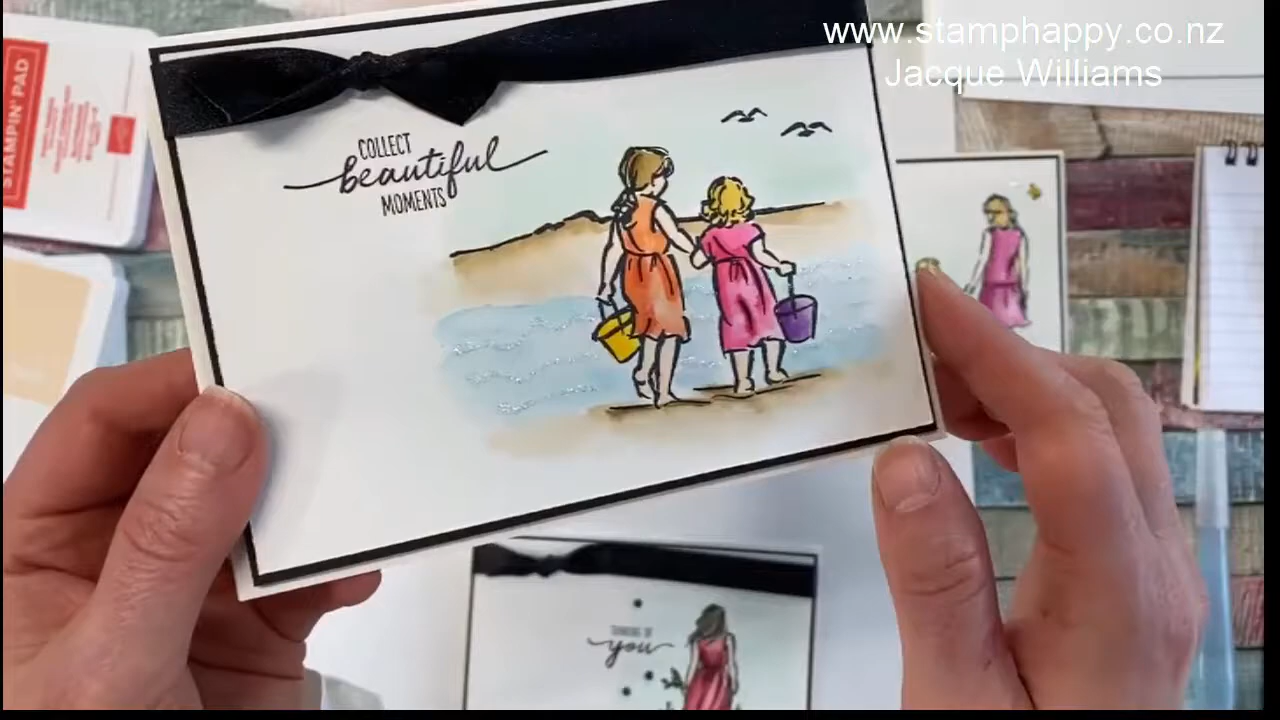 www.stamphappy.co.nz
Jacque Williams
STAMPIN' PAD
COLLECT
beautiful
MOMENTS
THINKING OF
you